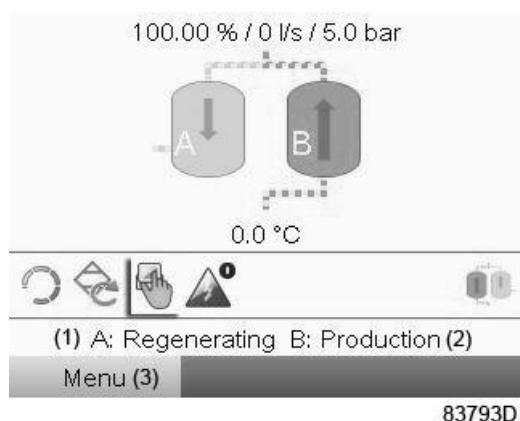 100.00 % / 0 l/s / 5.0 bar
A B
0.0 °C
0
(1) A: Regenerating B: Production (2)
Menu (3)
83793D